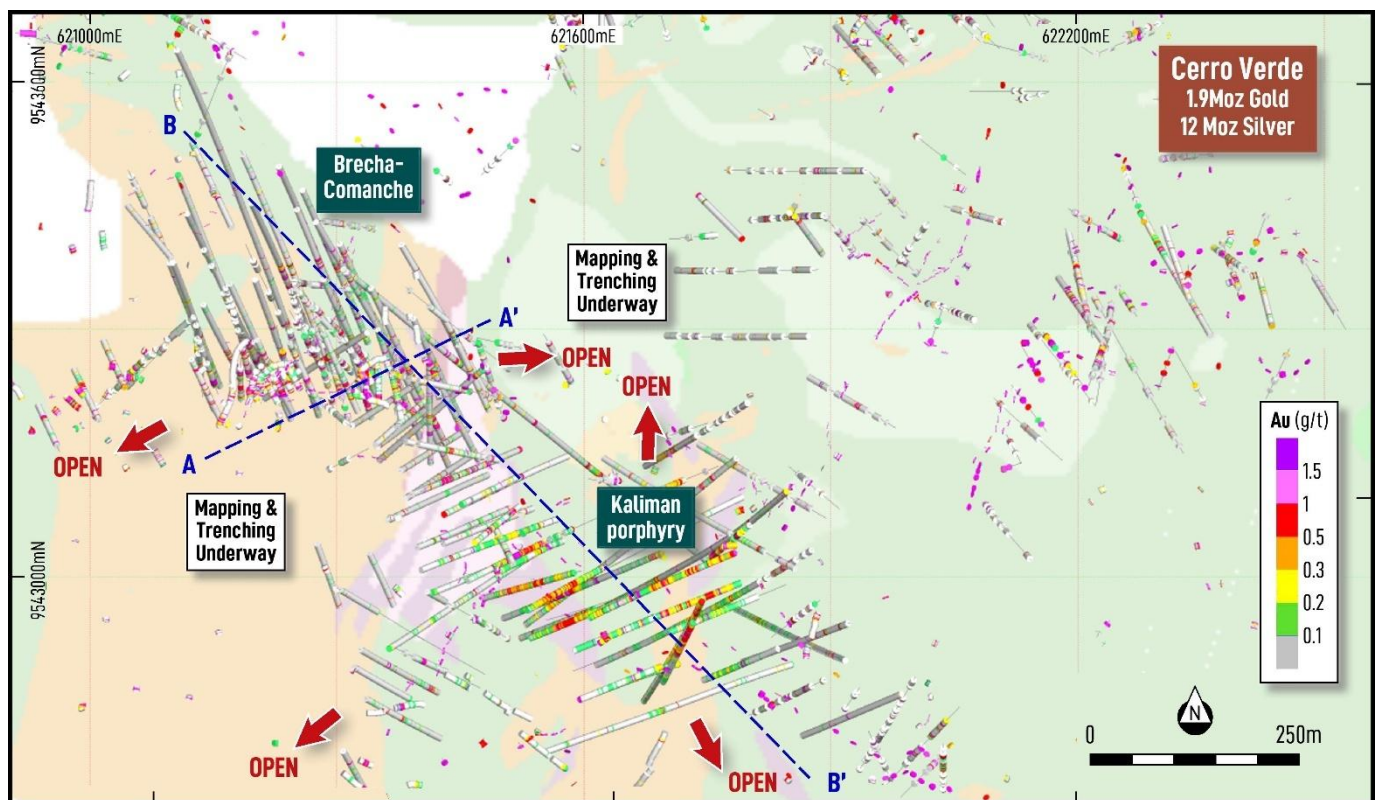 621000mE
621600mE
622200mE
9543600mN
Cerro Verde
1.9Moz Gold
12 Moz Silver
B
Brecha-
Comanche
Mapping &
Trenching
Underway
A'
OPEN
OPEN
OPEN
A
Mapping &
Trenching
Underway
Kaliman
porphyry
Au (g/t)
1.5
1
0.5
0.3
0.2
0.1
9543000mN
N
0
250m
OPEN
OPEN
B'